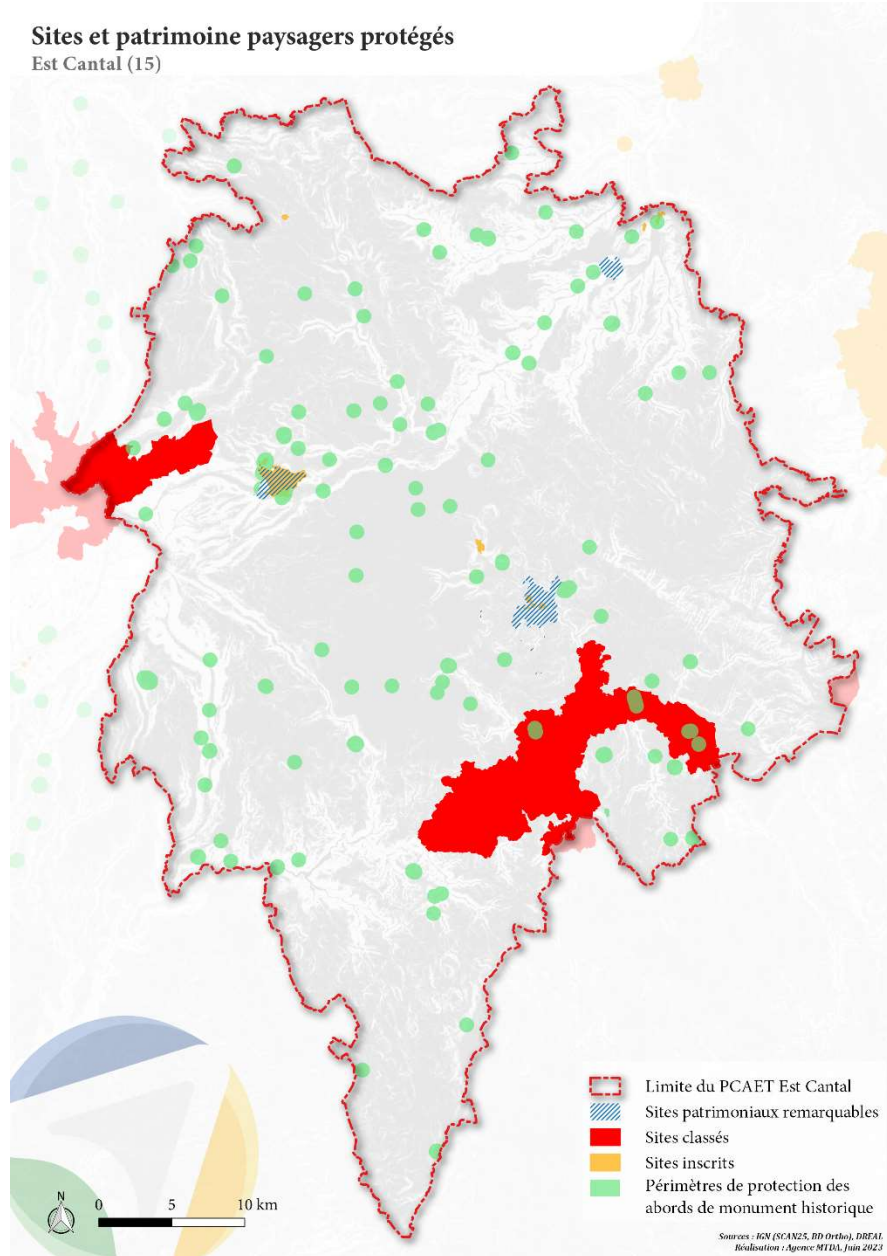 Sites et patrimoine paysagers protégés
Est Cantal (15)
Limite du PCAET Est Cantal
Sites patrimoniaux remarquables
Sites classés
Sites inscrits
Périmètres de protection des
abords de monument historique
N
0 5 10 km
Sources : IGN (SCAN25, BD Ortho), DREAL
Réalisation : Agence MTDA, Juin 2023